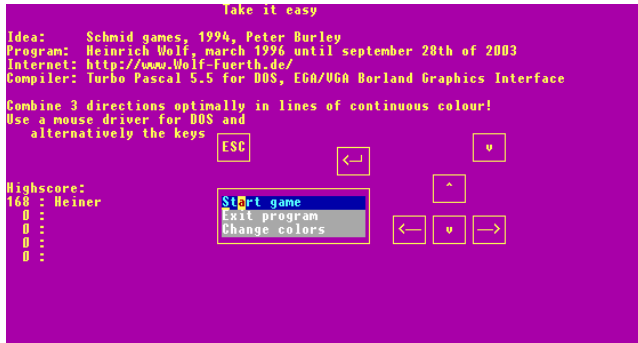 Take it easy
Idea: Schmid games, 1994, Peter Burley
Program: Heinrich Wolf, march 1996 until september 28th of 2003
Internet: http://www.Wolf-Fuerth.de/
Compiler: Turbo Pascal 5.5 for DOS, EGA/VGA Borland Graphics Interface
Combine 3 directions optimally in lines of continuous colour!
Use a mouse driver for DOS and
alternatively the keys
ESC
<-┘
v
^
<— v —>
Highscore:
168 : Heiner
0 :
0 :
0 :
0 :
Start game
Exit program
Change colors